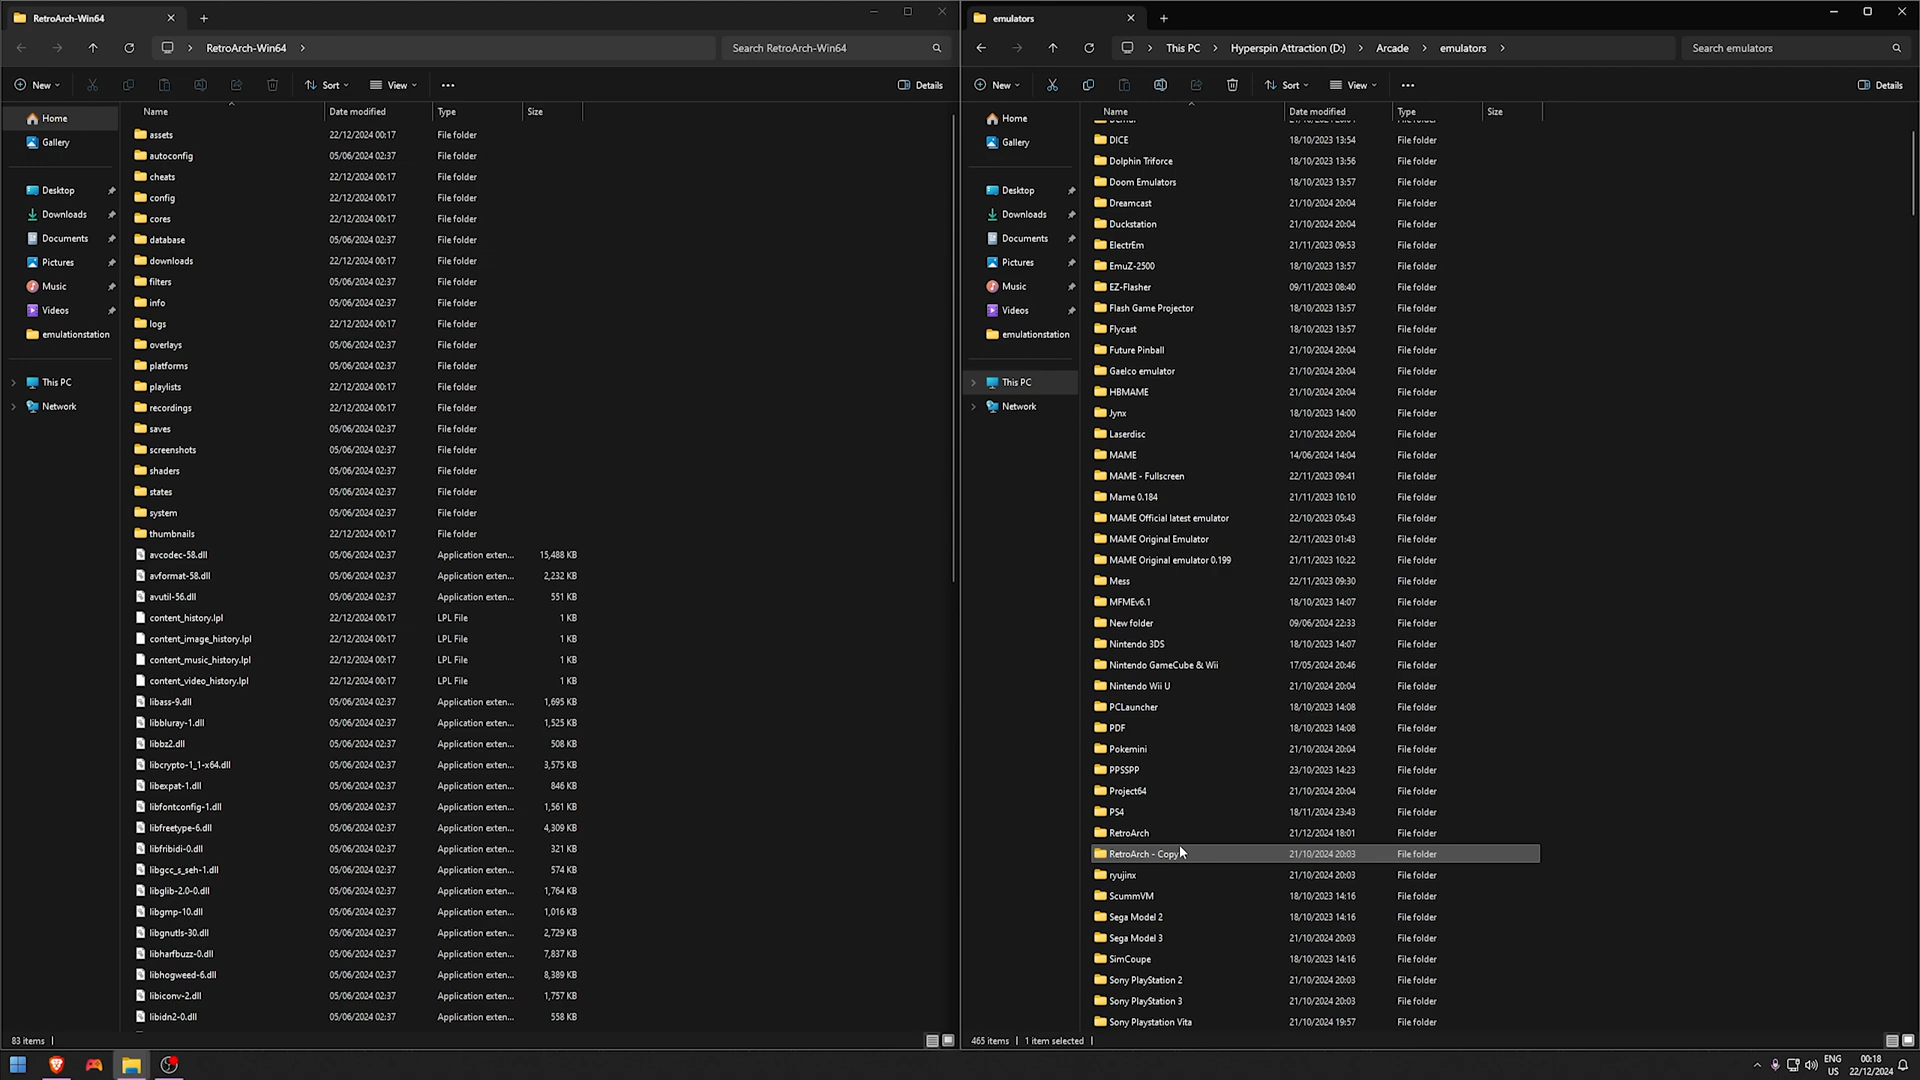 RetroArch-Win64
RetroArch-Win64
Search RetroArch-Win64
New
Sort
View
Details
Home
Gallery
Desktop
Downloads
Documents
Pictures
Music
Videos
emulationstation
This PC
Network
Name Date modified Type Size
assets 22/12/2024 00:17 File folder
autoconfig 05/06/2024 02:37 File folder
cheats 22/12/2024 00:17 File folder
config 22/12/2024 00:17 File folder
cores 22/12/2024 00:17 File folder
database 05/06/2024 02:37 File folder
downloads 22/12/2024 00:17 File folder
filters 05/06/2024 02:37 File folder
info 05/06/2024 02:37 File folder
logs 22/12/2024 00:17 File folder
overlays 05/06/2024 02:37 File folder
platforms 05/06/2024 02:37 File folder
playlists 22/12/2024 00:17 File folder
recordings 22/12/2024 00:17 File folder
saves 05/06/2024 02:37 File folder
screenshots 05/06/2024 02:37 File folder
shaders 05/06/2024 02:37 File folder
states 05/06/2024 02:37 File folder
system 05/06/2024 02:37 File folder
thumbnails 22/12/2024 00:17 File folder
avcodec-58.dll 05/06/2024 02:37 Application exten... 15,488 KB
avformat-58.dll 05/06/2024 02:37 Application exten... 2,232 KB
avutil-56.dll 05/06/2024 02:37 Application exten... 551 KB
content_history.lpl 22/12/2024 00:17 LPL File 1 KB
content_image_history.lpl 22/12/2024 00:17 LPL File 1 KB
content_music_history.lpl 22/12/2024 00:17 LPL File 1 KB
content_video_history.lpl 22/12/2024 00:17 LPL File 1 KB
libass-9.dll 05/06/2024 02:37 Application exten... 1,695 KB
libbluray-1.dll 05/06/2024 02:37 Application exten... 1,525 KB
libbz2.dll 05/06/2024 02:37 Application exten... 508 KB
libcrypto-1_1-x64.dll 05/06/2024 02:37 Application exten... 3,575 KB
libexpat-1.dll 05/06/2024 02:37 Application exten... 846 KB
libfontconfig-1.dll 05/06/2024 02:37 Application exten... 1,561 KB
libfreetype-6.dll 05/06/2024 02:37 Application exten... 4,309 KB
libfribidi-0.dll 05/06/2024 02:37 Application exten... 321 KB
libgcc_s_seh-1.dll 05/06/2024 02:37 Application exten... 574 KB
libglib-2.0-0.dll 05/06/2024 02:37 Application exten... 1,764 KB
libgmp-10.dll 05/06/2024 02:37 Application exten... 1,016 KB
libgnutls-30.dll 05/06/2024 02:37 Application exten... 2,729 KB
libharfbuzz-0.dll 05/06/2024 02:37 Application exten... 7,837 KB
libhogweed-6.dll 05/06/2024 02:37 Application exten... 8,389 KB
libiconv-2.dll 05/06/2024 02:37 Application exten... 1,757 KB
libidn2-0.dll 05/06/2024 02:37 Application exten... 558 KB
83 items
emulators
This PC
Hyperspin Attraction (D:)
Arcade
emulators
Search emulators
New
Sort
View
Details
Home
Gallery
Desktop
Downloads
Documents
Pictures
Music
Videos
emulationstation
This PC
Network
Name Date modified Type Size
DICE 18/10/2023 13:54 File folder
Dolphin Triforce 18/10/2023 13:56 File folder
Doom Emulators 18/10/2023 13:57 File folder
Dreamcast 21/10/2024 20:04 File folder
Duckstation 21/10/2024 20:04 File folder
ElectrEm 21/11/2023 09:53 File folder
EmuZ-2500 18/10/2023 13:57 File folder
EZ-Flasher 09/11/2023 08:40 File folder
Flash Game Projector 18/10/2023 13:57 File folder
Flycast 18/10/2023 13:57 File folder
Future Pinball 21/10/2024 20:04 File folder
Gaelco emulator 21/10/2024 20:04 File folder
HBMAME 21/10/2024 20:04 File folder
Jynx 18/10/2023 14:00 File folder
Laserdisc 21/10/2024 20:04 File folder
MAME 14/06/2024 14:04 File folder
MAME - Fullscreen 22/11/2023 09:41 File folder
Mame 0.184 21/11/2023 10:10 File folder
MAME Official latest emulator 22/10/2023 05:43 File folder
MAME Original Emulator 22/11/2023 01:43 File folder
MAME Original emulator 0.199 21/11/2023 10:22 File folder
Mess 22/11/2023 09:30 File folder
MFMEv6.1 18/10/2023 14:07 File folder
New folder 09/06/2024 22:33 File folder
Nintendo 3DS 18/10/2023 14:07 File folder
Nintendo GameCube & Wii 17/05/2024 20:46 File folder
Nintendo Wii U 21/10/2024 20:04 File folder
PCLauncher 18/10/2023 14:08 File folder
PDF 18/10/2023 14:08 File folder
Pokemini 21/10/2024 20:04 File folder
PPSSPP 23/10/2023 14:23 File folder
Project64 21/10/2024 20:04 File folder
PS4 18/11/2024 23:43 File folder
RetroArch 21/12/2024 18:01 File folder
RetroArch - Copy 21/10/2024 20:03 File folder
ryujinx 21/10/2024 20:03 File folder
ScummVM 18/10/2023 14:16 File folder
Sega Model 2 18/10/2023 14:16 File folder
Sega Model 3 21/10/2024 20:03 File folder
SimCoupe 18/10/2023 14:16 File folder
Sony PlayStation 2 21/10/2024 20:03 File folder
Sony PlayStation 3 21/10/2024 20:03 File folder
Sony Playstation Vita 21/10/2024 19:57 File folder
465 items 1 item selected
ENG
US
00:18
22/12/2024